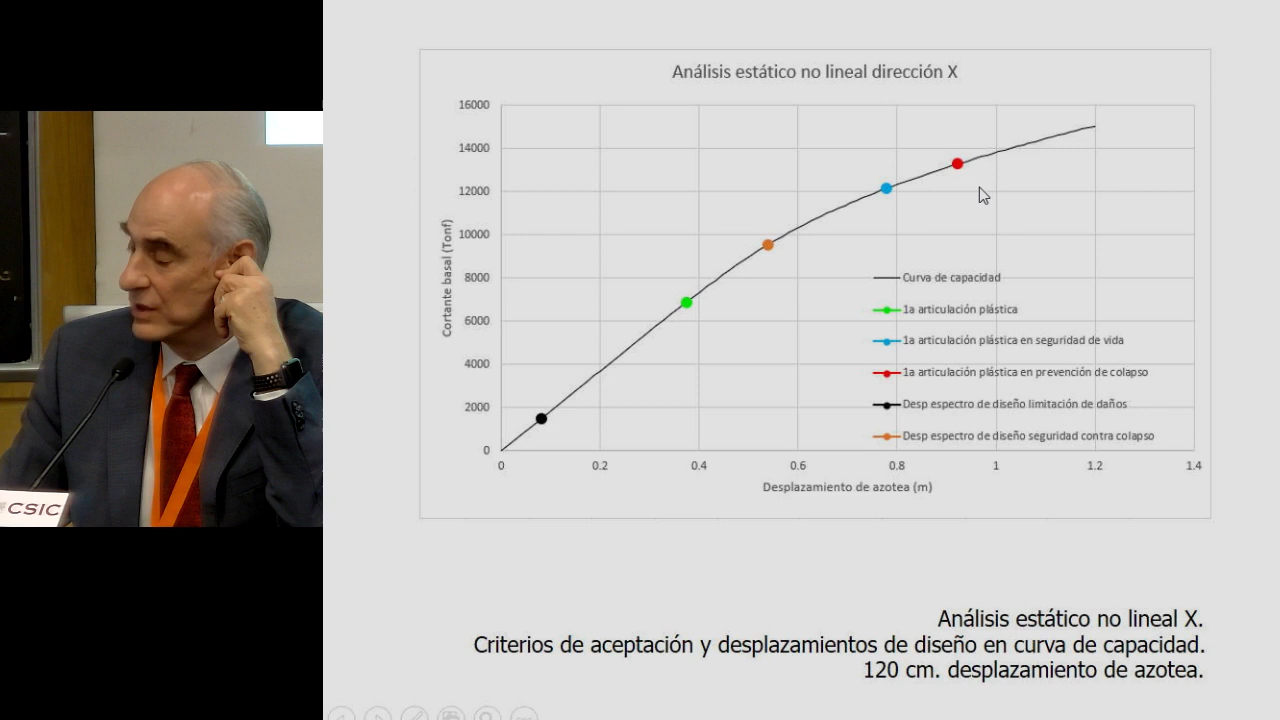 Análisis estático no lineal dirección X
16000
14000
12000
10000
8000
6000
4000
2000
0
Cortante basal (Tonf)
Curva de capacidad
1a articulación plástica
1a articulación plástica en seguridad de vida
1a articulación plástica en prevención de colapso
Desp espectro de diseño limitación de daños
Desp espectro de diseño seguridad contra colapso
0 0.2 0.4 0.6 0.8 1 1.2 1.4
Desplazamiento de azotea (m)
CSIC
Análisis estático no lineal X.
Criterios de aceptación y desplazamientos de diseño en curva de capacidad.
120 cm. desplazamiento de azotea.